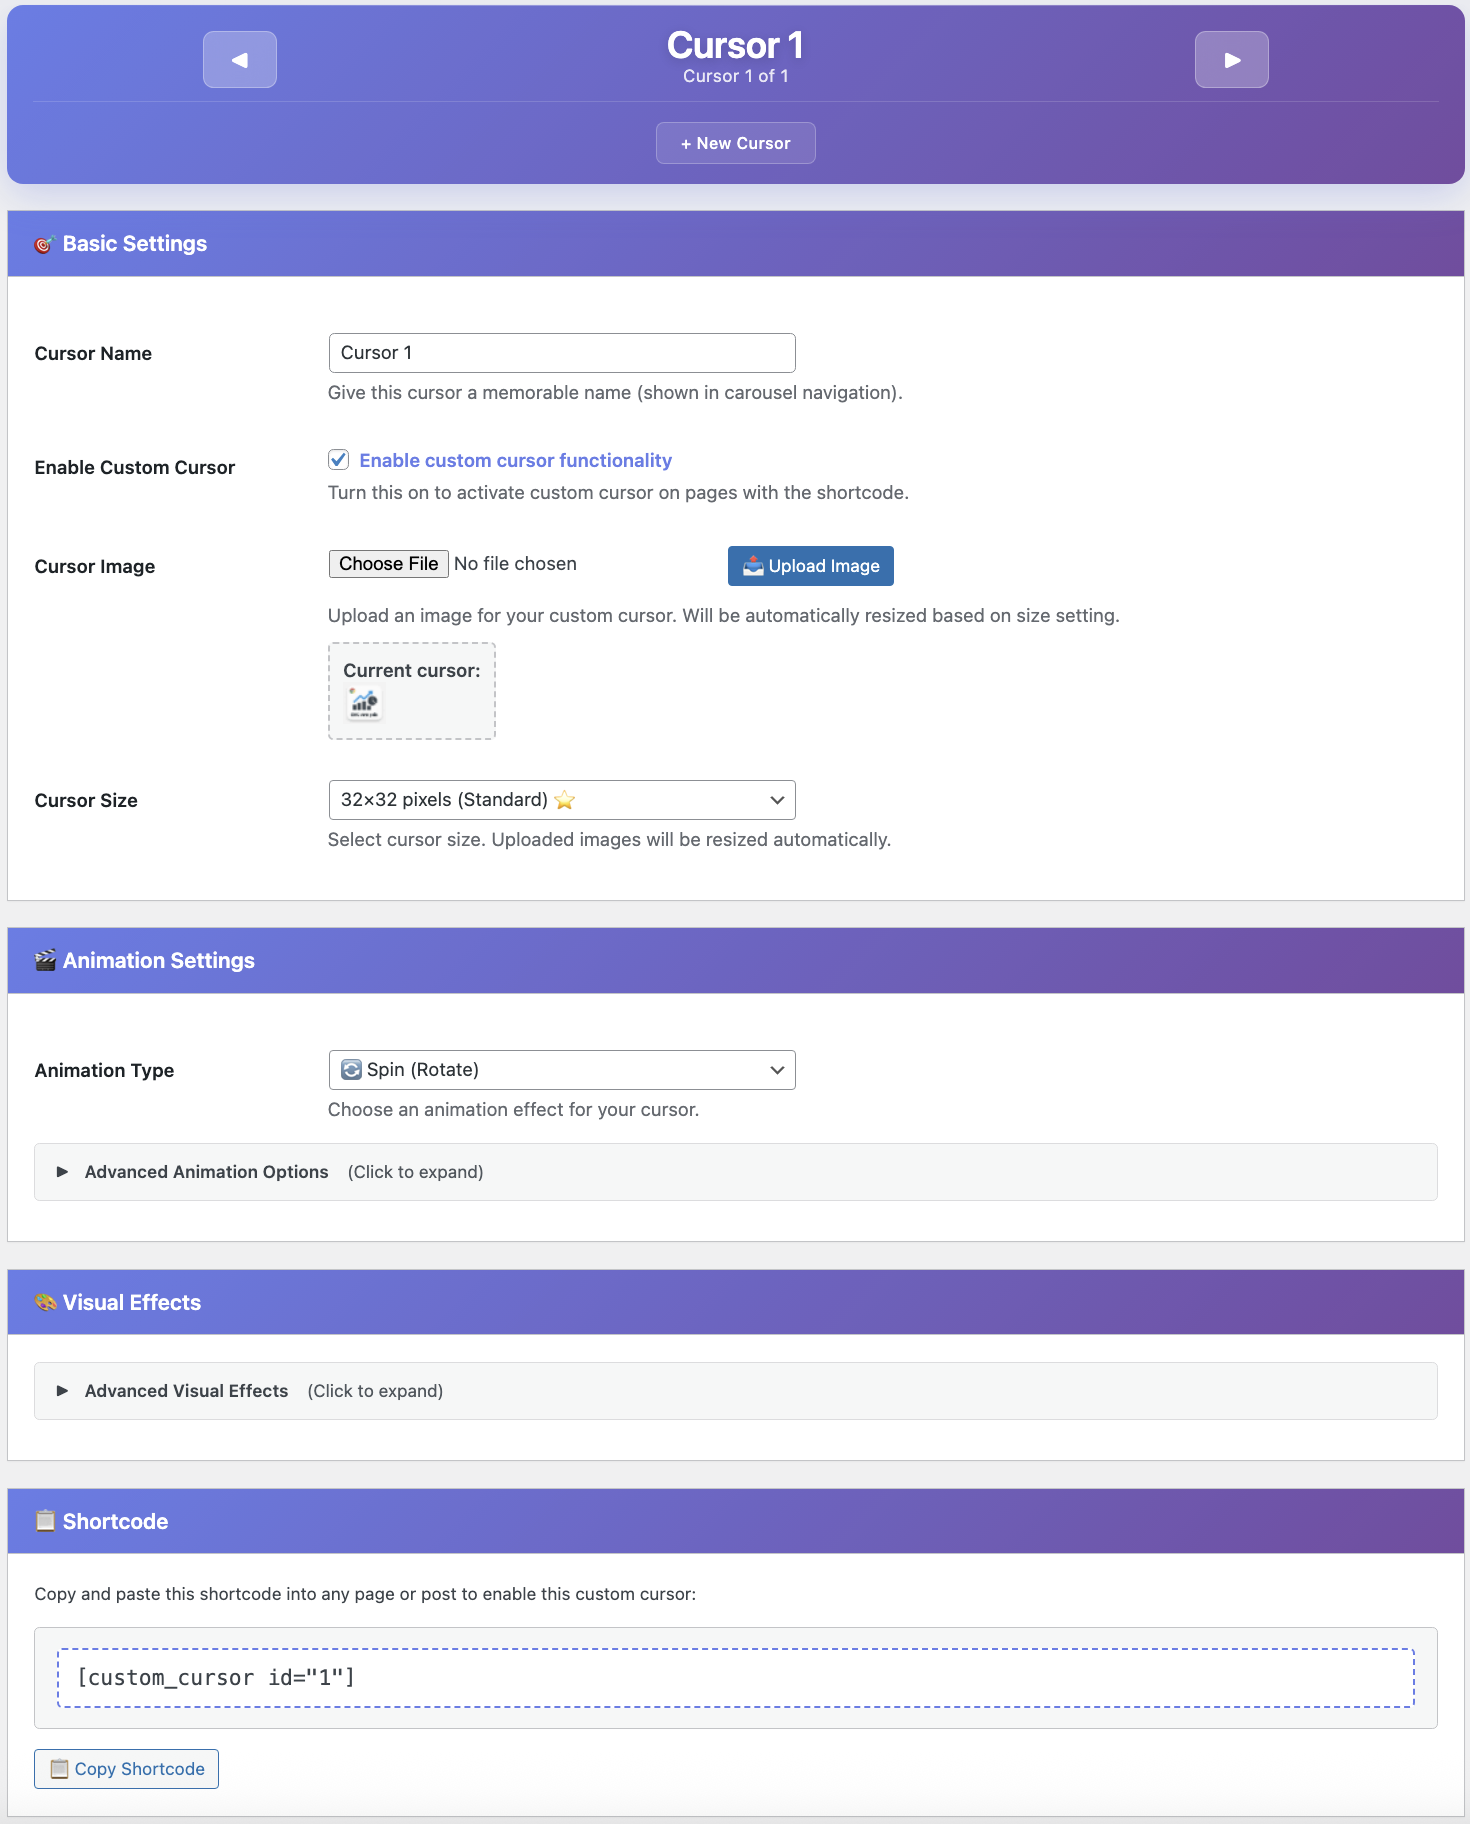 Cursor 1
Cursor 1 of 1
+ New Cursor
Basic Settings
Cursor Name
Cursor 1
Give this cursor a memorable name (shown in carousel navigation).
Enable Custom Cursor
Enable custom cursor functionality
Turn this on to activate custom cursor on pages with the shortcode.
Cursor Image
Choose File No file chosen
Upload Image
Upload an image for your custom cursor. Will be automatically resized based on size setting.
Current cursor:
Cursor Size
32×32 pixels (Standard)
Select cursor size. Uploaded images will be resized automatically.
Animation Settings
Animation Type
Spin (Rotate)
Choose an animation effect for your cursor.
Advanced Animation Options (Click to expand)
Visual Effects
Advanced Visual Effects (Click to expand)
Shortcode
Copy and paste this shortcode into any page or post to enable this custom cursor:
[custom_cursor id="1"]
Copy Shortcode